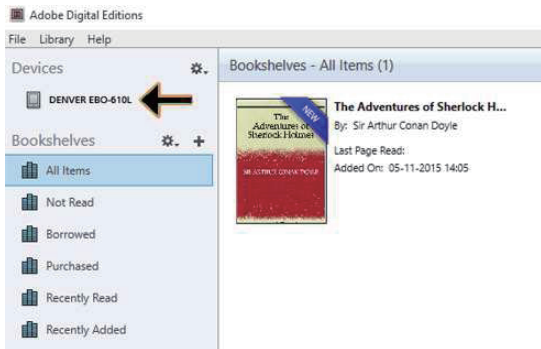 Adobe Digital Editions
File Library Help
Devices
DENVER EBO-610L
Bookshelves
All Items
Not Read
Borrowed
Purchased
Recently Read
Recently Added
Bookshelves - All Items (1)
NEW
The
Adventures of
Sherlock Holmes
SIR ARTHUR CONAN DOYLE
The Adventures of Sherlock H...
By: Sir Arthur Conan Doyle
Last Page Read:
Added On: 05-11-2015 14:05